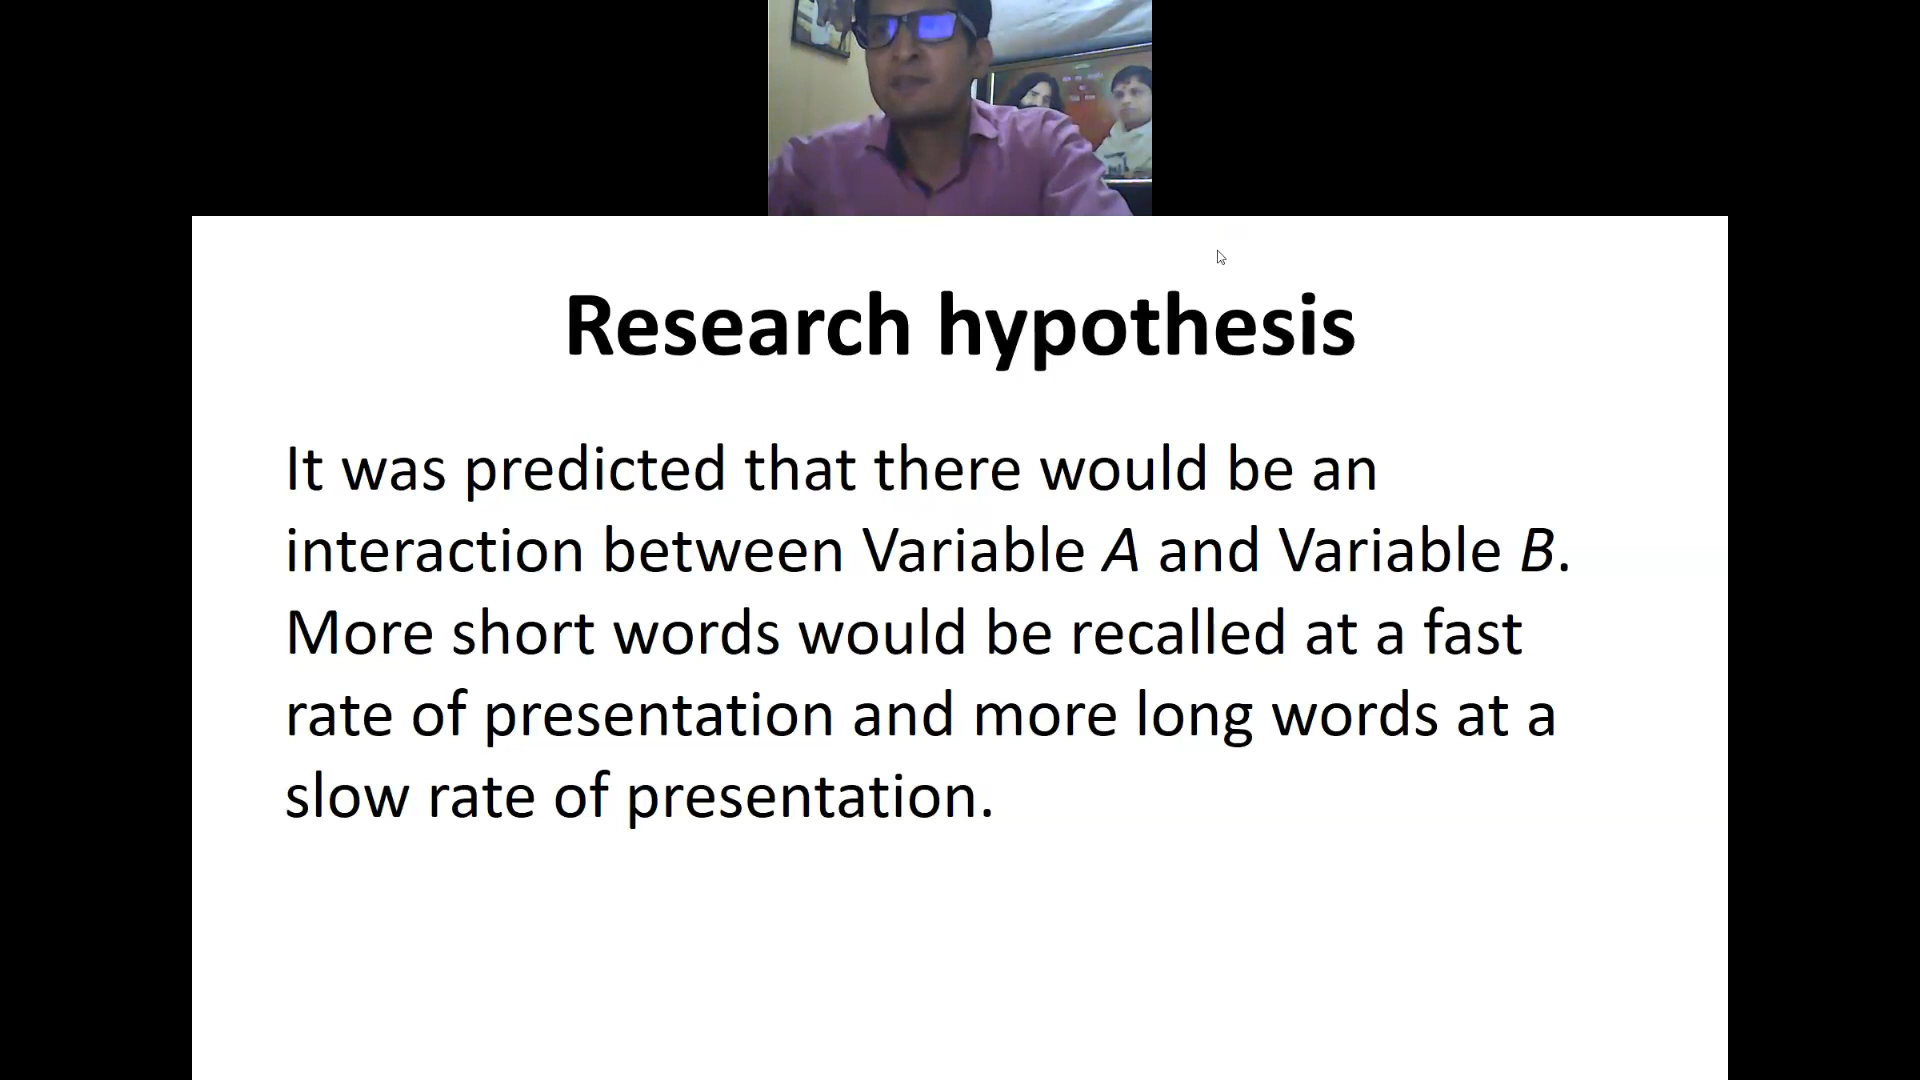 Research hypothesis
It was predicted that there would be an
interaction between Variable A and Variable B.
More short words would be recalled at a fast
rate of presentation and more long words at a
slow rate of presentation.